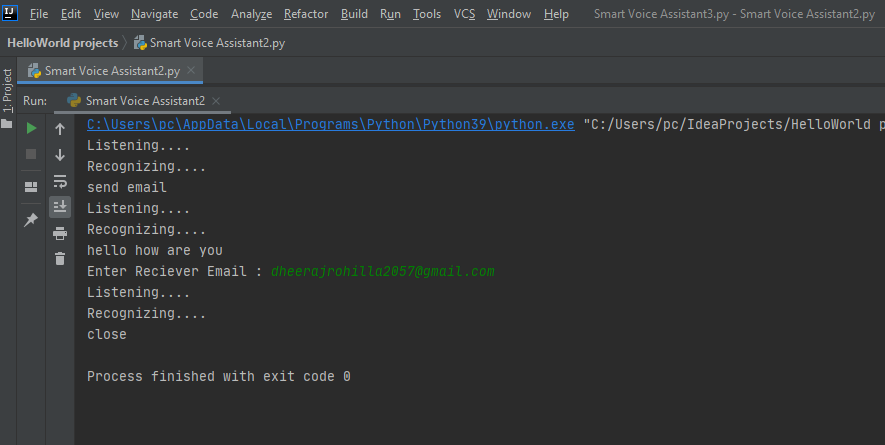 IJ File Edit View Navigate Code Analyze Refactor Build Run Tools VCS Window Help Smart Voice Assistant3.py - Smart Voice Assistant2.py
HelloWorld projects Smart Voice Assistant2.py
Smart Voice Assistant2.py
1: Project
Run: Smart Voice Assistant2
C:\Users\pc\AppData\Local\Programs\Python\Python39\python.exe "C:/Users/pc/IdeaProjects/HelloWorld p
Listening....
Recognizing....
send email
Listening....
Recognizing....
hello how are you
Enter Reciever Email : dheerajrohilla2057@gmail.com
Listening....
Recognizing....
close
Process finished with exit code 0